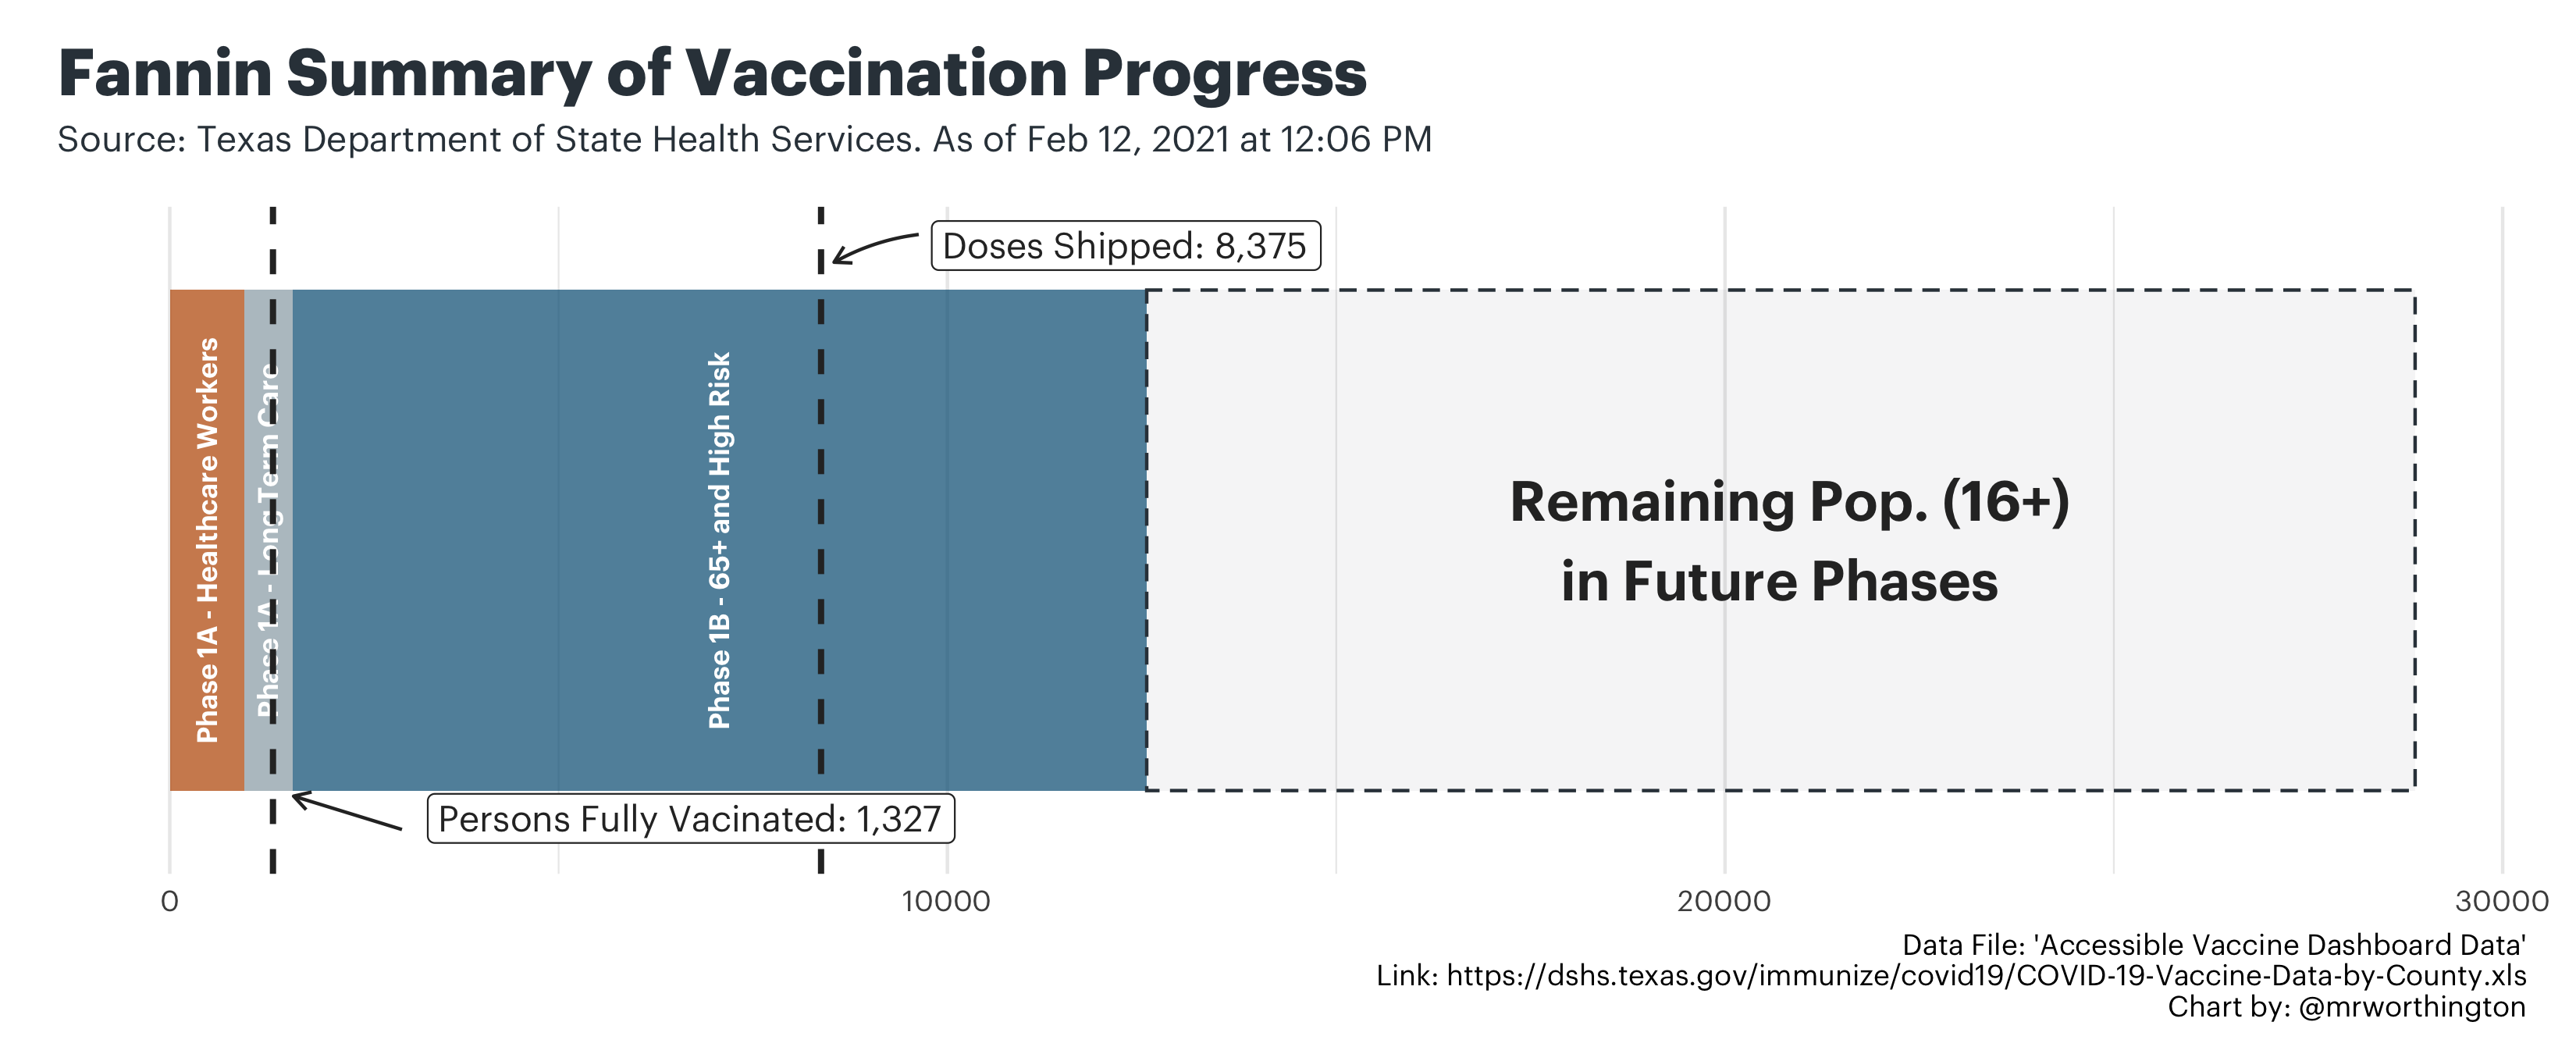 Fannin Summary of Vaccination Progress
Source: Texas Department of State Health Services. As of Feb 12, 2021 at 12:06 PM
Doses Shipped: 8,375
Phase 1A - Healthcare Workers
Phase 1A - Long Term Care
Phase 1B - 65+ and High Risk
Remaining Pop. (16+)
in Future Phases
Persons Fully Vacinated: 1,327
0
10000
20000
30000
Data File: 'Accessible Vaccine Dashboard Data'
Link: https://dshs.texas.gov/immunize/covid19/COVID-19-Vaccine-Data-by-County.xls
Chart by: @mrworthington